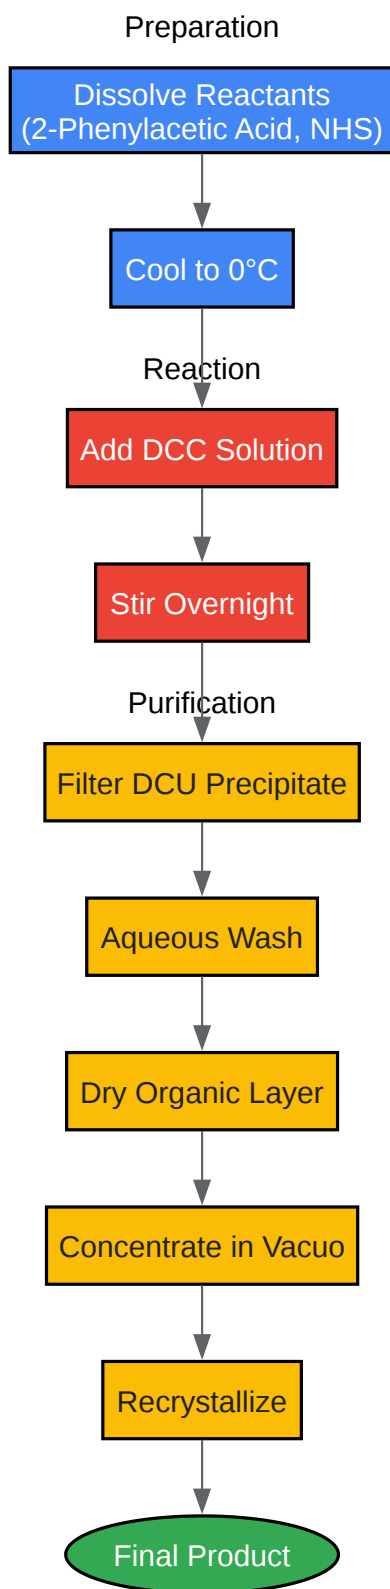 Preparation
Dissolve Reactants
(2-Phenylacetic Acid, NHS)
Cool to 0°C
Reaction
Add DCC Solution
Stir Overnight
Purification
Filter DCU Precipitate
Aqueous Wash
Dry Organic Layer
Concentrate in Vacuo
Recrystallize
Final Product